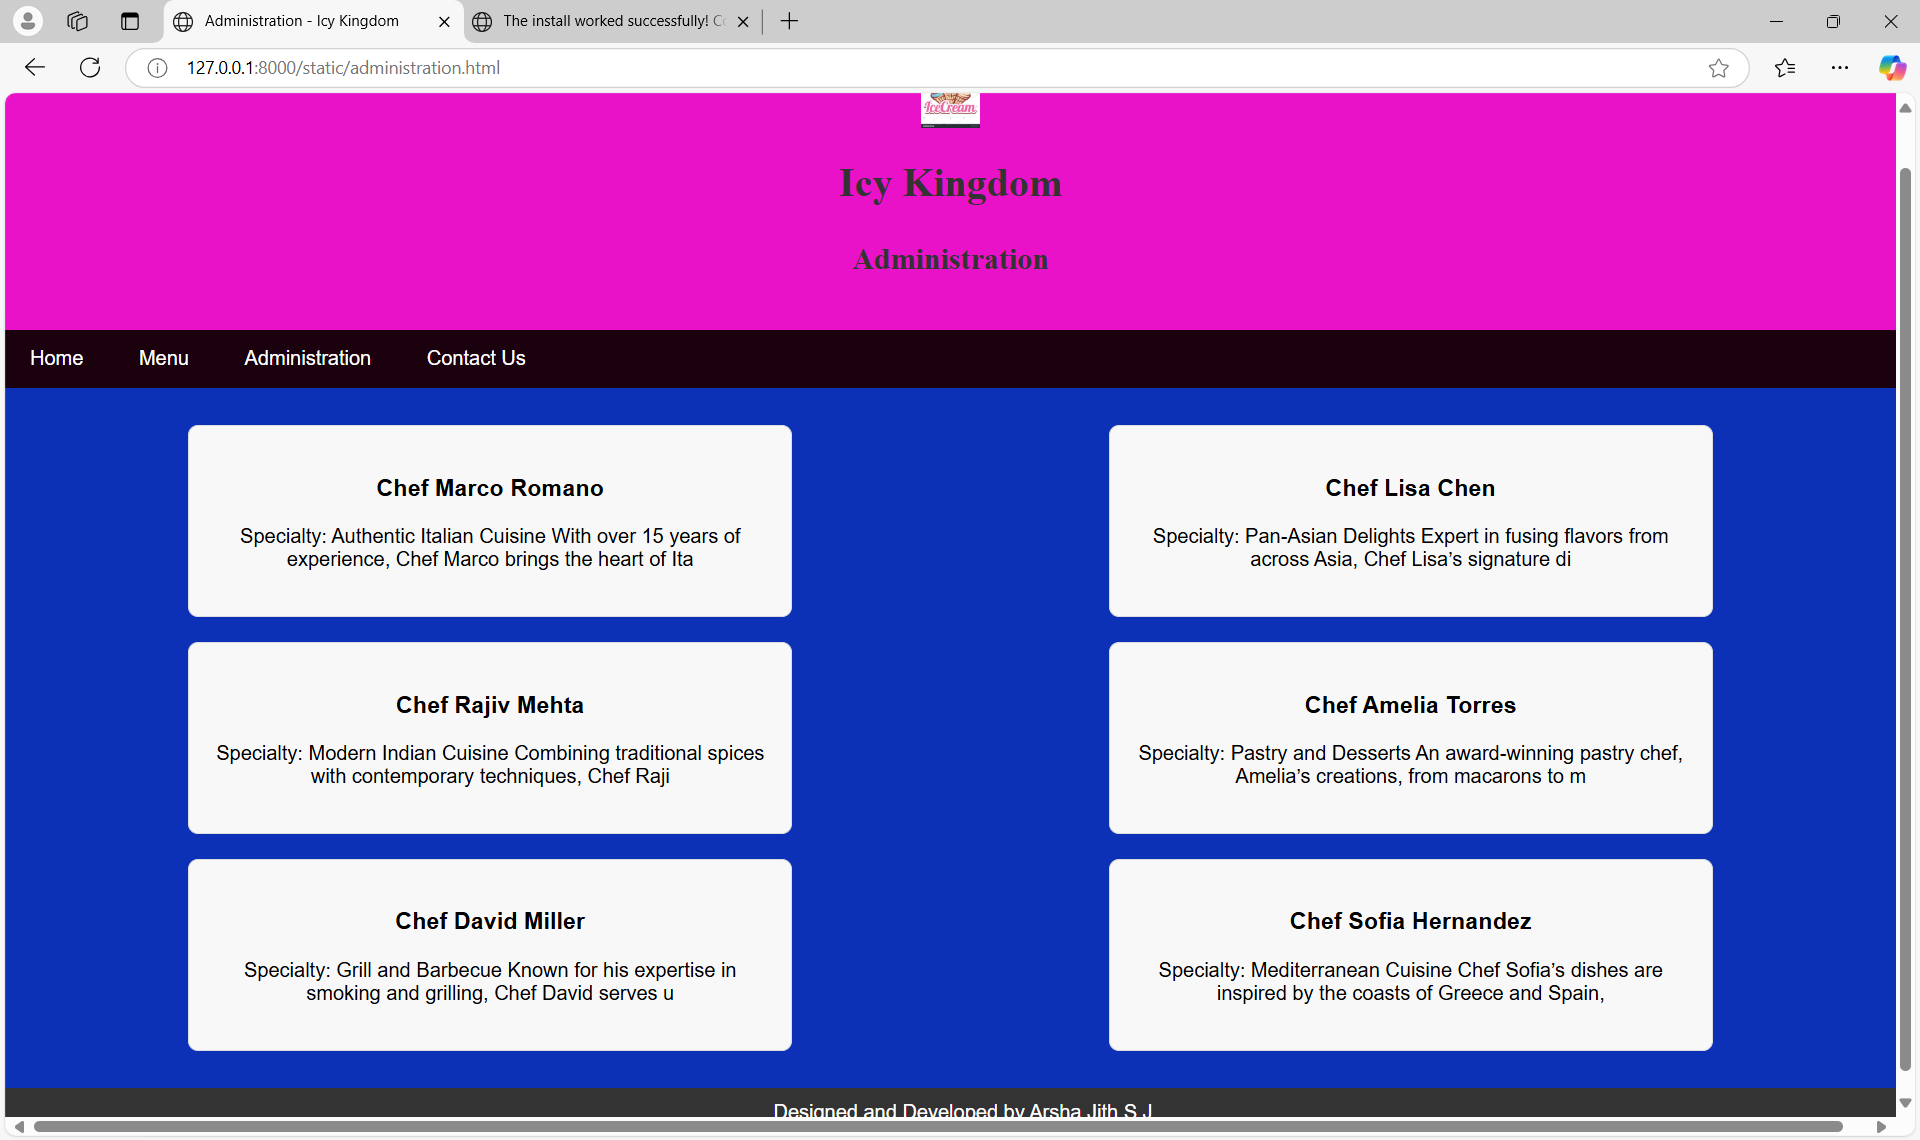 Administration - Icy Kingdom
The install worked successfully! Co
127.0.0.1:8000/static/administration.html
IceCream
Icy Kingdom
Administration
Home Menu Administration Contact Us
Chef Marco Romano
Specialty: Authentic Italian Cuisine With over 15 years of
experience, Chef Marco brings the heart of Ita
Chef Lisa Chen
Specialty: Pan-Asian Delights Expert in fusing flavors from
across Asia, Chef Lisa’s signature di
Chef Rajiv Mehta
Specialty: Modern Indian Cuisine Combining traditional spices
with contemporary techniques, Chef Raji
Chef Amelia Torres
Specialty: Pastry and Desserts An award-winning pastry chef,
Amelia’s creations, from macarons to m
Chef David Miller
Specialty: Grill and Barbecue Known for his expertise in
smoking and grilling, Chef David serves u
Chef Sofia Hernandez
Specialty: Mediterranean Cuisine Chef Sofia’s dishes are
inspired by the coasts of Greece and Spain,
Designed and Developed by Arsha Jith S J